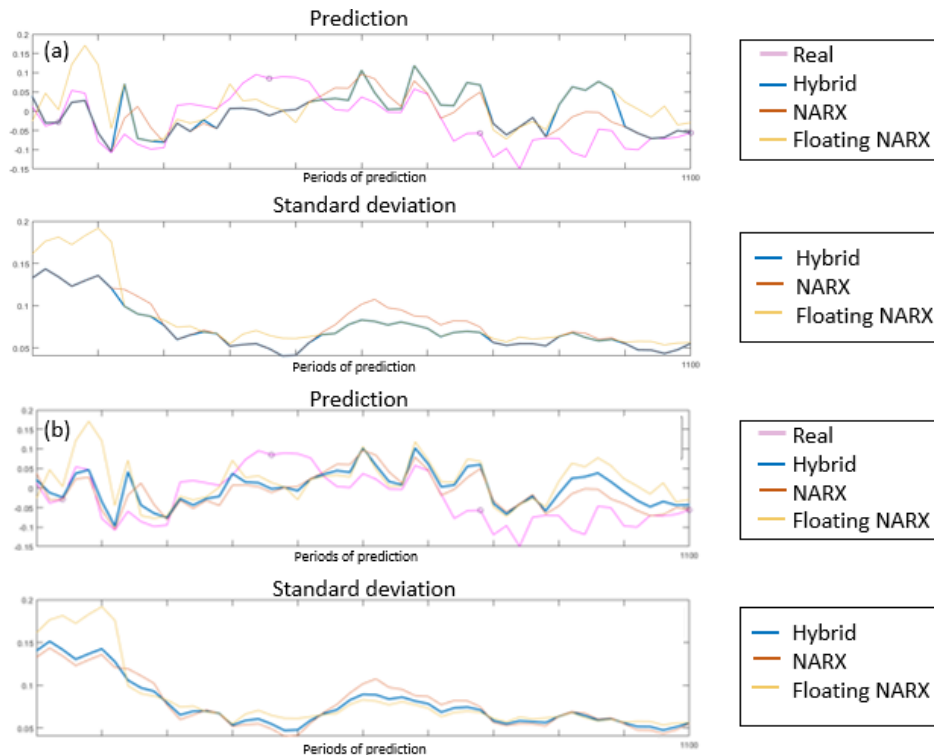 Prediction
(a)
0.2
0.15
0.1
0.05
0
-0.05
-0.1
-0.15
Periods of prediction
1100
Real
Hybrid
NARX
Floating NARX
Standard deviation
0.2
0.15
0.1
0.05
Periods of prediction
1100
Hybrid
NARX
Floating NARX
Prediction
(b)
0.2
0.15
0.1
0.05
0
-0.05
-0.1
-0.15
Periods of prediction
1100
Real
Hybrid
NARX
Floating NARX
Standard deviation
0.2
0.15
0.1
0.05
Periods of prediction
1100
Hybrid
NARX
Floating NARX